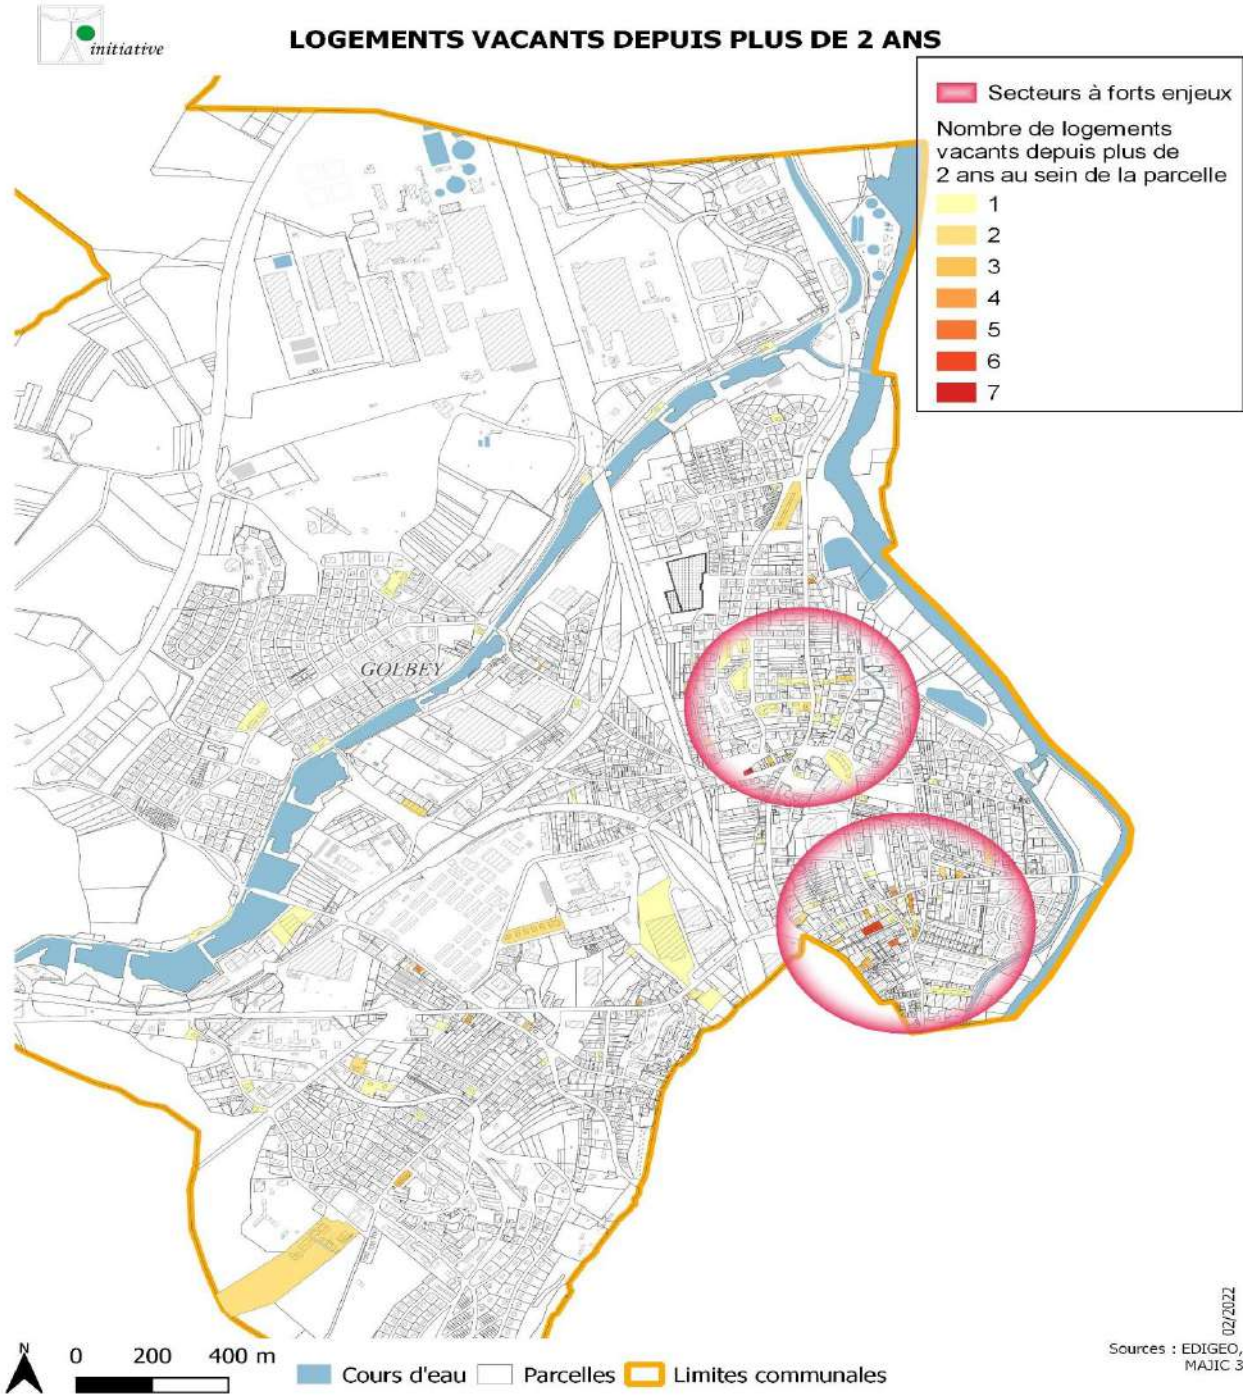 initiative
LOGEMENTS VACANTS DEPUIS PLUS DE 2 ANS
Secteurs à forts enjeux
Nombre de logements
vacants depuis plus de
2 ans au sein de la parcelle
1
2
3
4
5
6
7
GOLBEY
02/2022
Sources : EDIGEO,
MAJIC 3
N
0 200 400 m
Cours d'eau Parcelles Limites communales